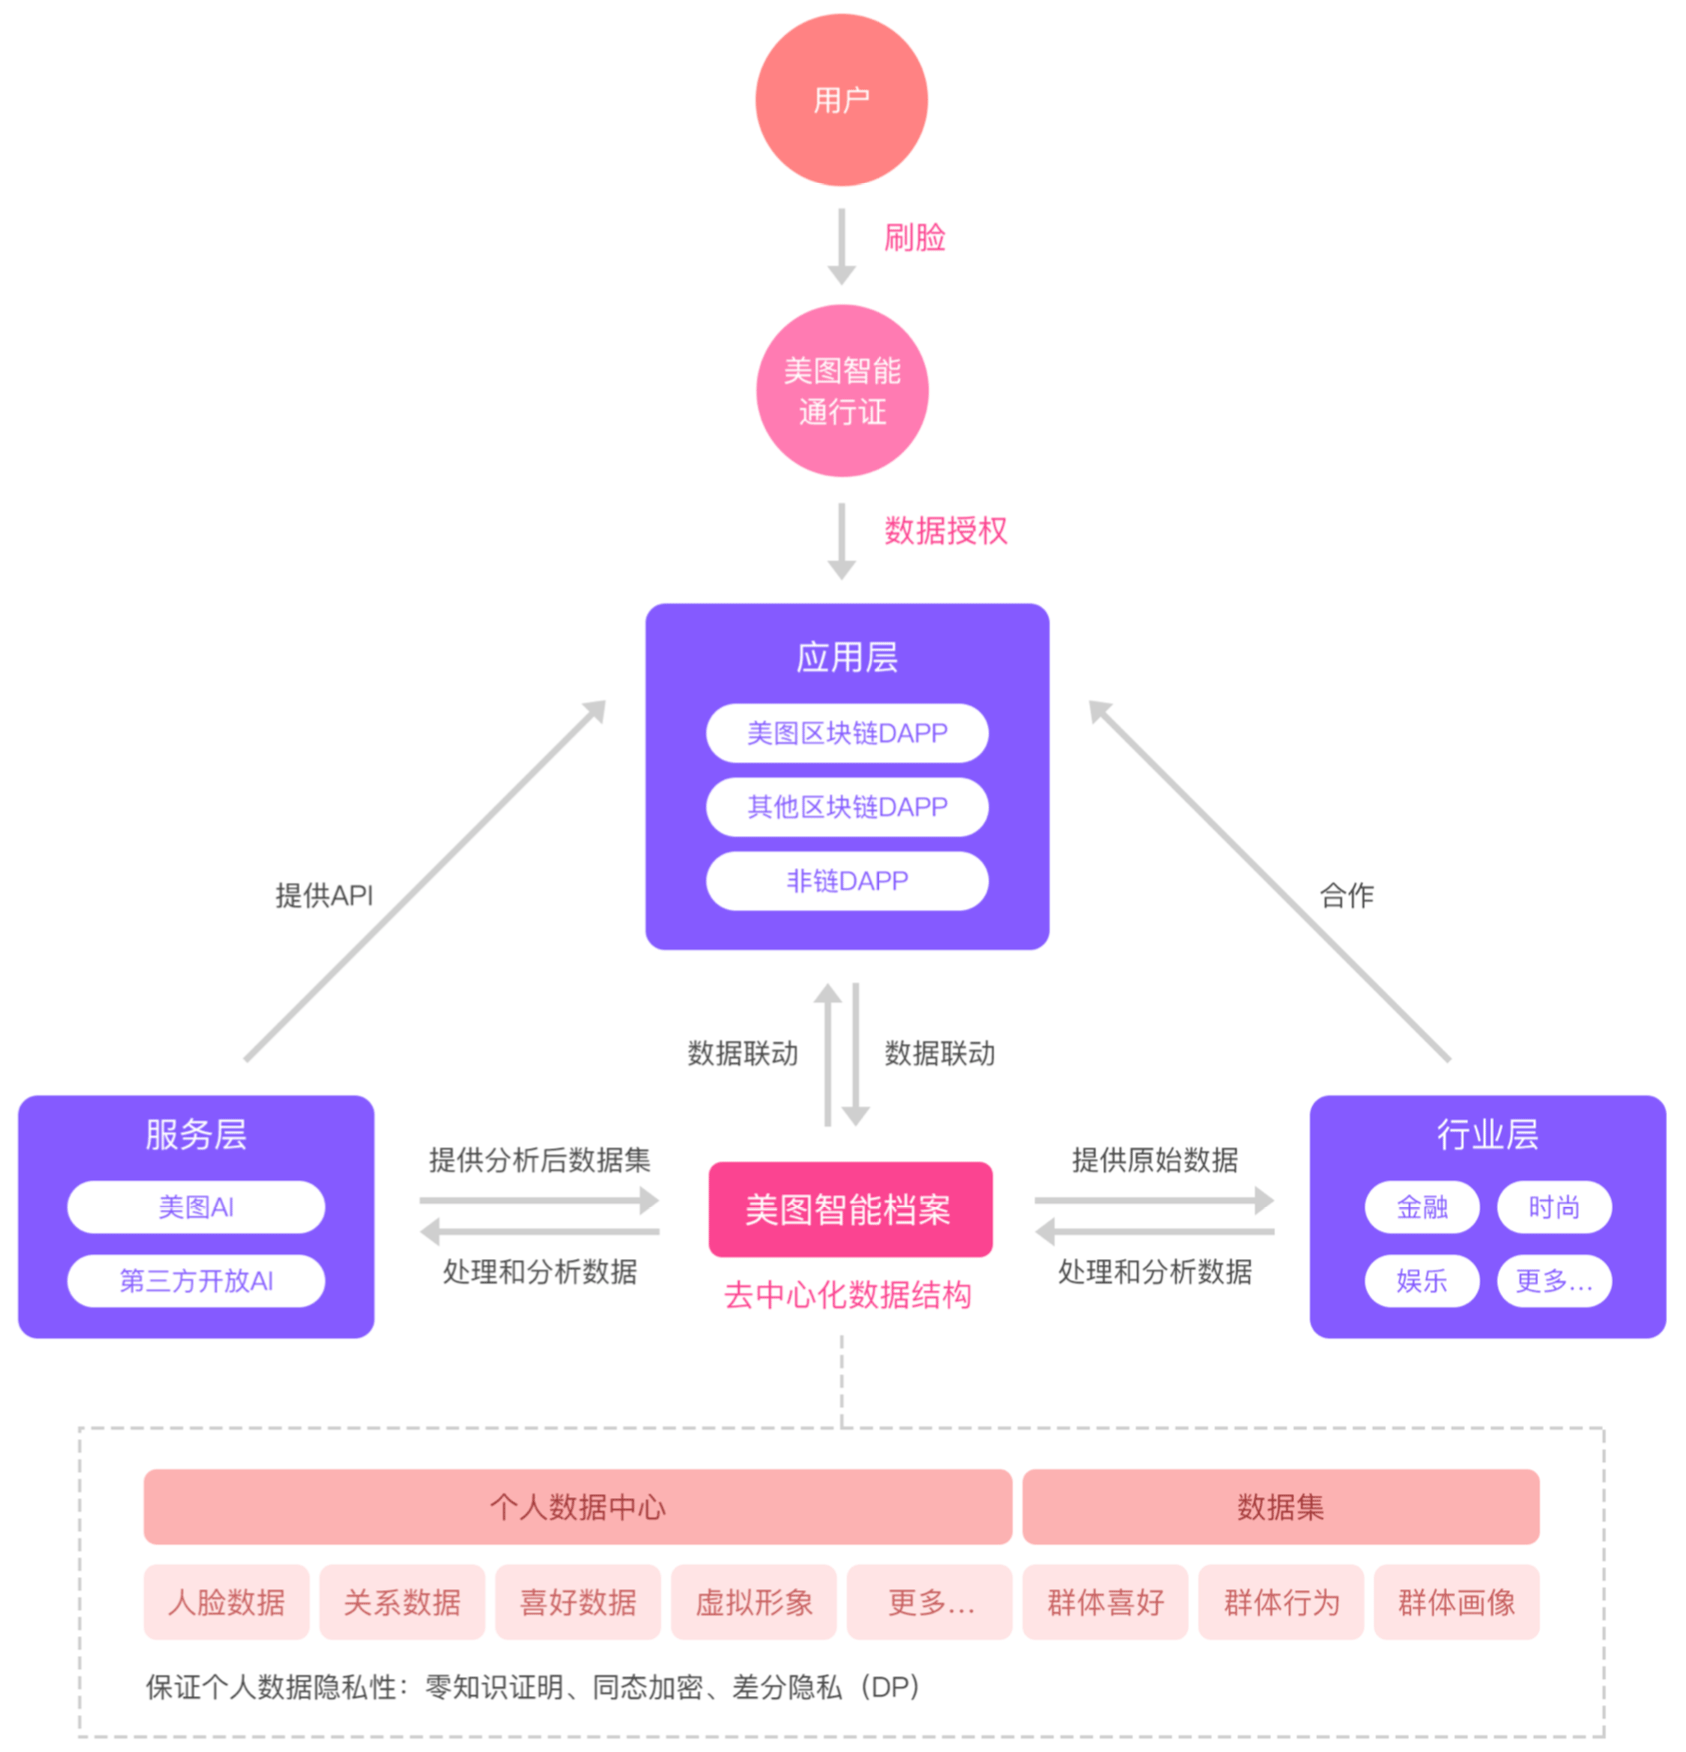 用户
刷脸
美图智能
通行证
数据授权
应用层
美图区块链DAPP
其他区块链DAPP
非链DAPP
提供API
合作
数据联动
数据联动
服务层
美图AI
第三方开放AI
提供分析后数据集
处理和分析数据
美图智能档案
去中心化数据结构
提供原始数据
处理和分析数据
行业层
金融
时尚
娱乐
更多...
个人数据中心
数据集
人脸数据
关系数据
喜好数据
虚拟形象
更多...
群体喜好
群体行为
群体画像
保证个人数据隐私性：零知识证明、同态加密、差分隐私（DP）